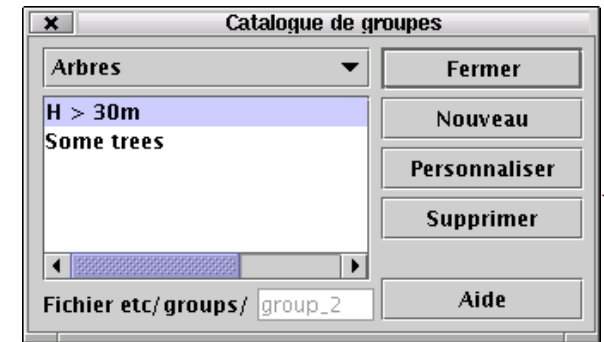 Catalogue de groupes
Arbres
Fermer
H > 30m
Some trees
Nouveau
Personnaliser
Supprimer
Fichier etc/groups/ group_2
Aide